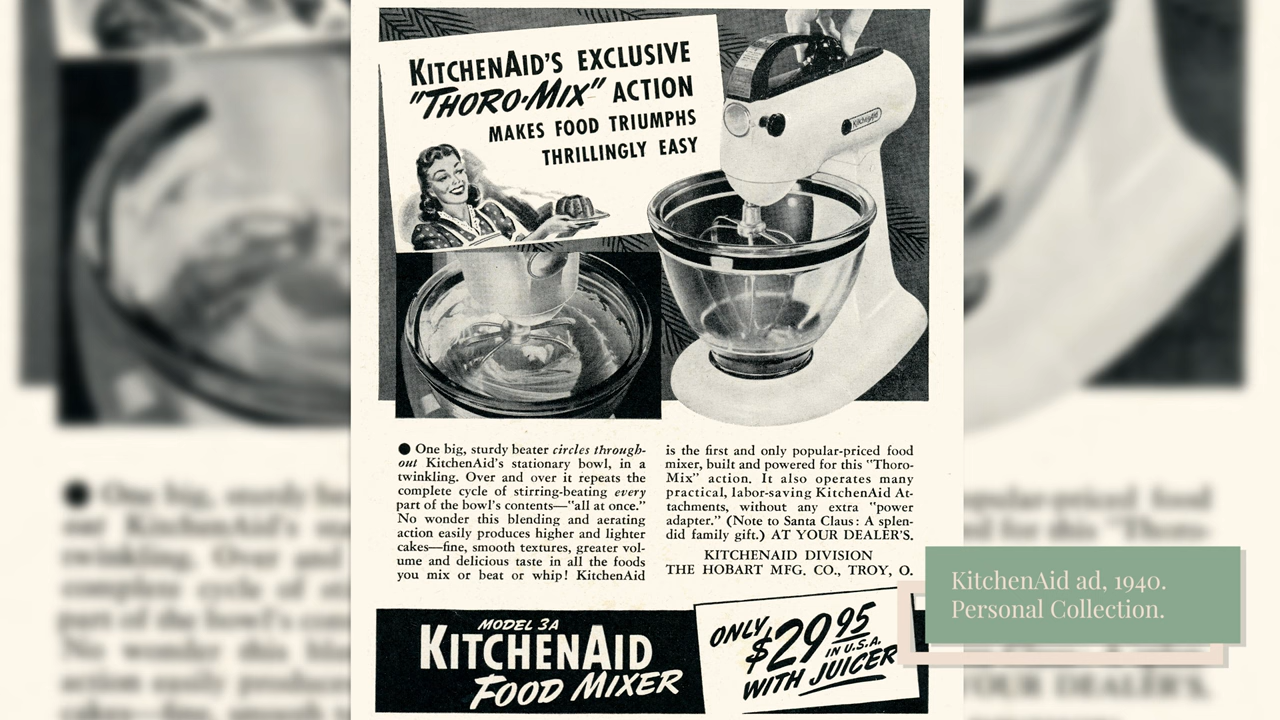 KITCHENAID'S EXCLUSIVE
"THORO-MIX" ACTION
MAKES FOOD TRIUMPHS
THRILLINGLY EASY
KitchenAid
● One big, sturdy beater circles through-
out KitchenAid's stationary bowl, in a
twinkling. Over and over it repeats the
complete cycle of stirring-beating every
part of the bowl's contents—"all at once."
No wonder this blending and aerating
action easily produces higher and lighter
cakes—fine, smooth textures, greater vol-
ume and delicious taste in all the foods
you mix or beat or whip! KitchenAid
is the first and only popular-priced food
mixer, built and powered for this "Thoro-
Mix" action. It also operates many
practical, labor-saving KitchenAid At-
tachments, without any extra "power
adapter." (Note to Santa Claus: A splen-
did family gift.) AT YOUR DEALER'S.
KITCHENAID DIVISION
THE HOBART MFG. CO., TROY, O.
MODEL 3A
KITCHENAID
FOOD MIXER
ONLY
$29.95
IN U.S.A.
WITH JUICER
KitchenAid ad, 1940.
Personal Collection.